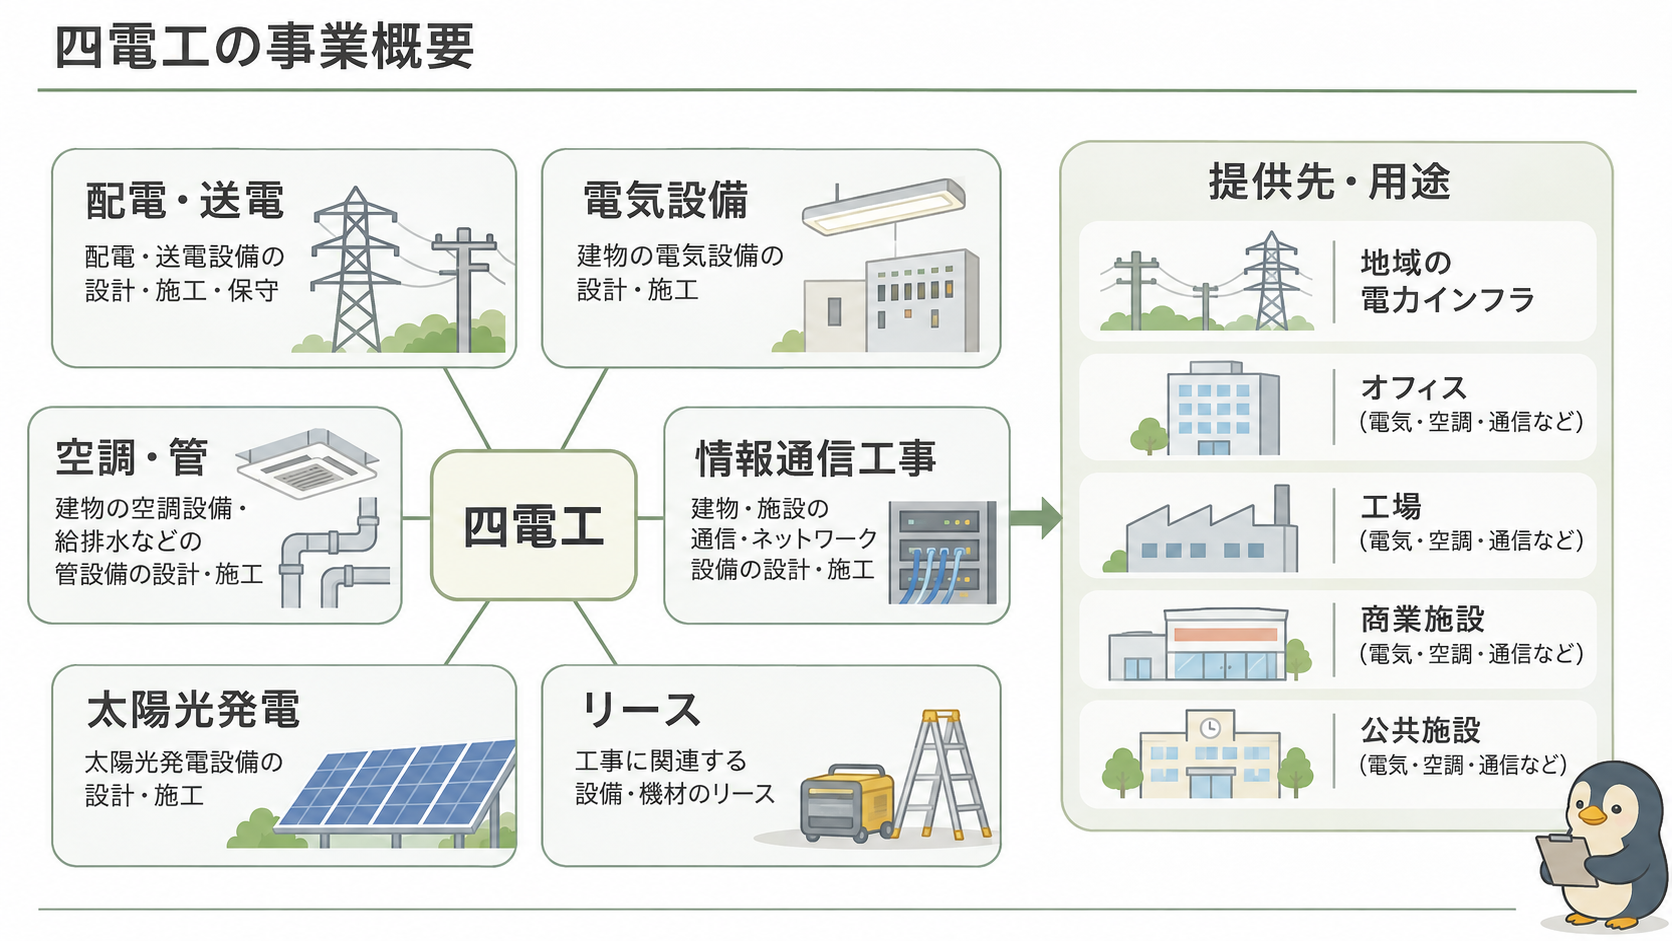 四電工の事業概要
配電・送電
配電・送電設備の
設計・施工・保守
電気設備
建物の電気設備の
設計・施工
空調・管
建物の空調設備・
給排水などの
管設備の設計・施工
四電工
情報通信工事
建物・施設の
通信・ネットワーク
設備の設計・施工
太陽光発電
太陽光発電設備の
設計・施工
リース
工事に関連する
設備・機材のリース
提供先・用途
地域の
電力インフラ
オフィス
(電気・空調・通信など)
工場
(電気・空調・通信など)
商業施設
(電気・空調・通信など)
公共施設
(電気・空調・通信など)